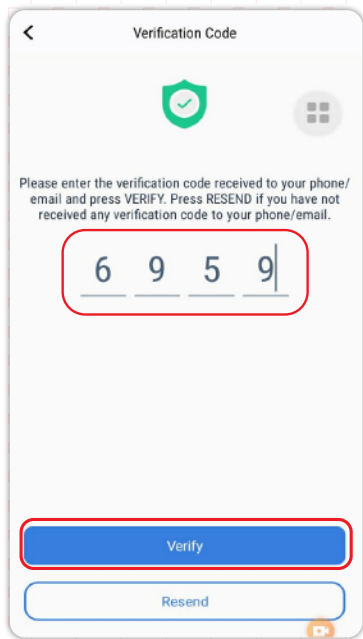 Verification Code
Please enter the verification code received to your phone/
email and press VERIFY. Press RESEND if you have not
received any verification code to your phone/email.
6 9 5 9
Verify
Resend